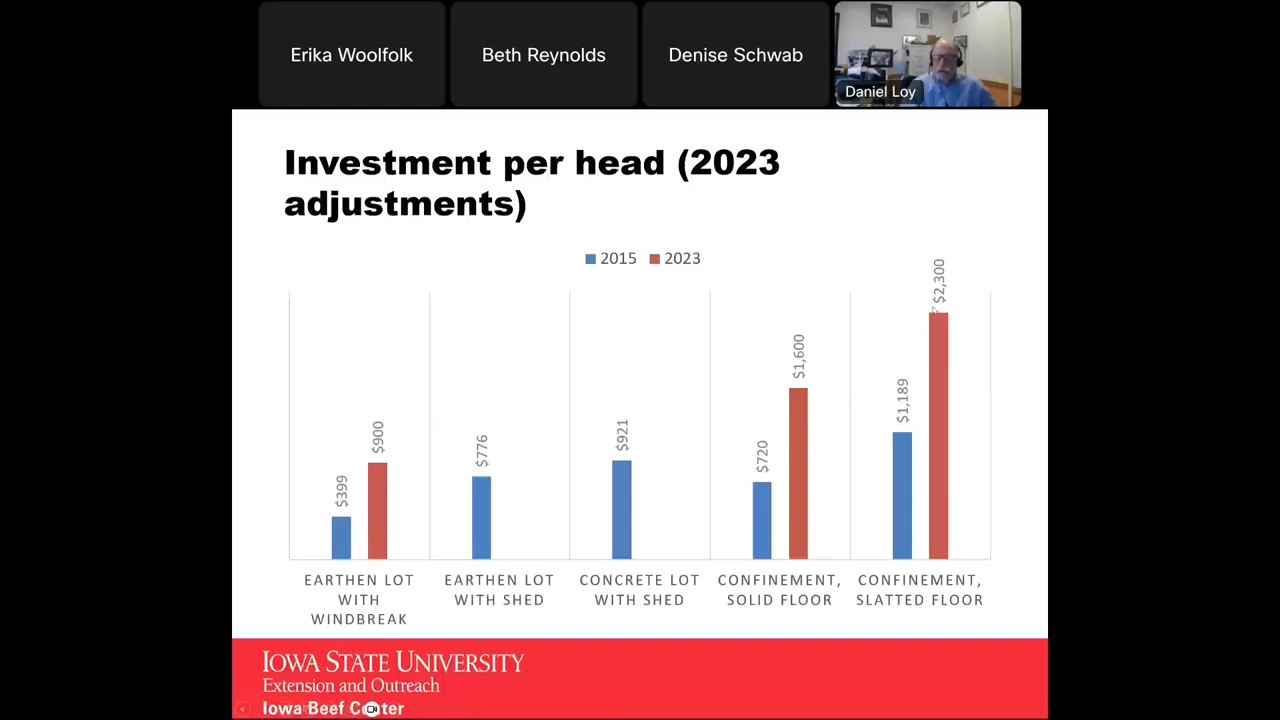 Erika Woolfolk
Beth Reynolds
Denise Schwab
Daniel Loy
Investment per head (2023
adjustments)
2015
2023
$399
$900
$776
$921
$720
$1,600
$1,189
$2,300
EARTHEN LOT
WITH
WINDBREAK
EARTHEN LOT
WITH SHED
CONCRETE LOT
WITH SHED
CONFINEMENT,
SOLID FLOOR
CONFINEMENT,
SLATTED FLOOR
IOWA STATE UNIVERSITY
Extension and Outreach
Iowa Beef Center